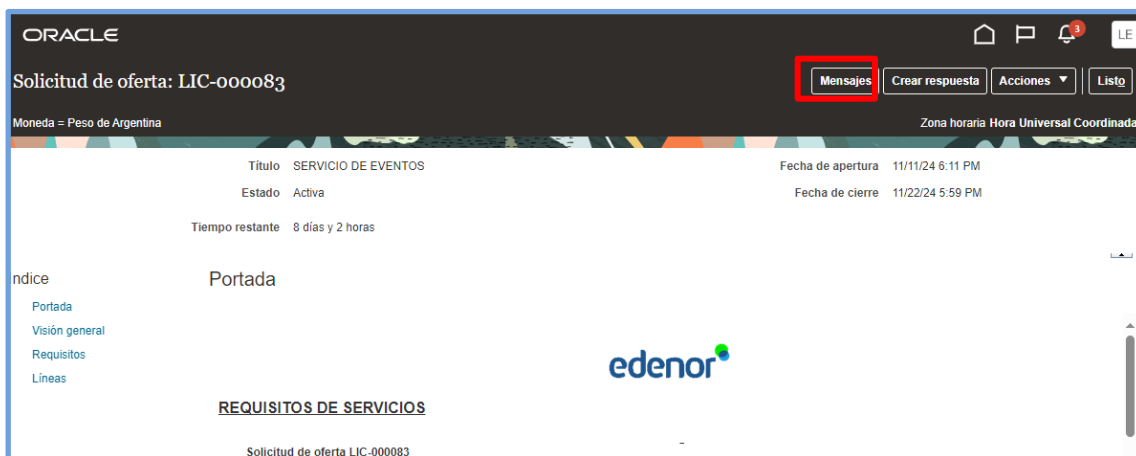 ORACLE
3
LE
Solicitud de oferta: LIC-000083
Mensajes Crear respuesta Acciones Listo
Moneda = Peso de Argentina
Zona horaria Hora Universal Coordinada
Título SERVICIO DE EVENTOS
Fecha de apertura 11/11/24 6:11 PM
Estado Activa
Fecha de cierre 11/22/24 5:59 PM
Tiempo restante 8 días y 2 horas
ndice
Portada
Portada
Visión general
Requisitos
Líneas
edenor
REQUISITOS DE SERVICIOS
Solicitud de oferta LIC-000083
-